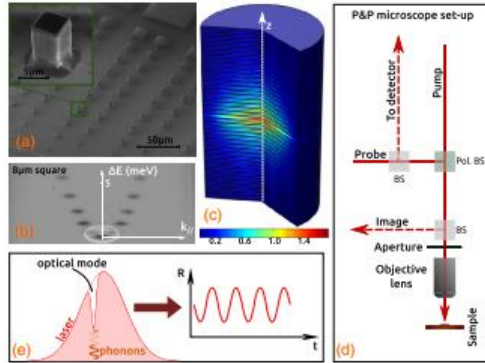 5µm
50µm
(a)
8µm square
ΔE (meV)
5
k//
(b)
z
(c)
0.2 0.6 1.0 1.4
P&P microscope set-up
To detector
Pump
Probe
BS
Pol. BS
Image
BS
Aperture
Objective
lens
Sample
(d)
optical mode
laser
phonons
R
t
(e)